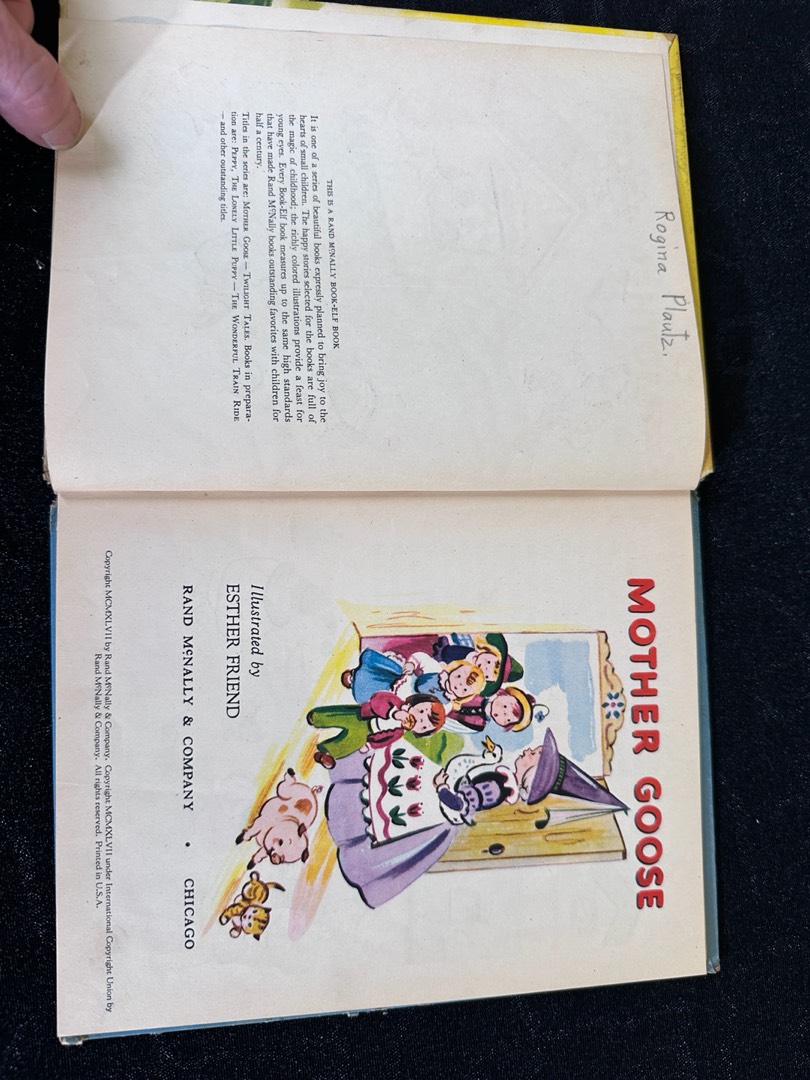 Rogina Plautz.
THIS IS A RAND MᶜNALLY BOOK-ELF BOOK
It is one of a series of beautiful books expressly planned to bring joy to the
hearts of small children. The happy stories selected for the books are full of
the magic of childhood; the richly colored illustrations provide a feast for
young eyes. Every Book-Elf book measures up to the same high standards
that have made Rand MᶜNally books outstanding favorites with children for
half a century.
Titles in the series are: MOTHER GOOSE — TWILIGHT TALES. Books in prepara-
tion are: PEPPY, THE LONELY LITTLE PUPPY — THE WONDERFUL TRAIN RIDE
— and other outstanding titles.
MOTHER GOOSE
Illustrated by
ESTHER FRIEND
RAND MᶜNALLY & COMPANY • CHICAGO
Copyright MCMXLVII by Rand MᶜNally & Company. Copyright MCMXLVII under International Copyright Union by
Rand MᶜNally & Company. All rights reserved. Printed in U.S.A.